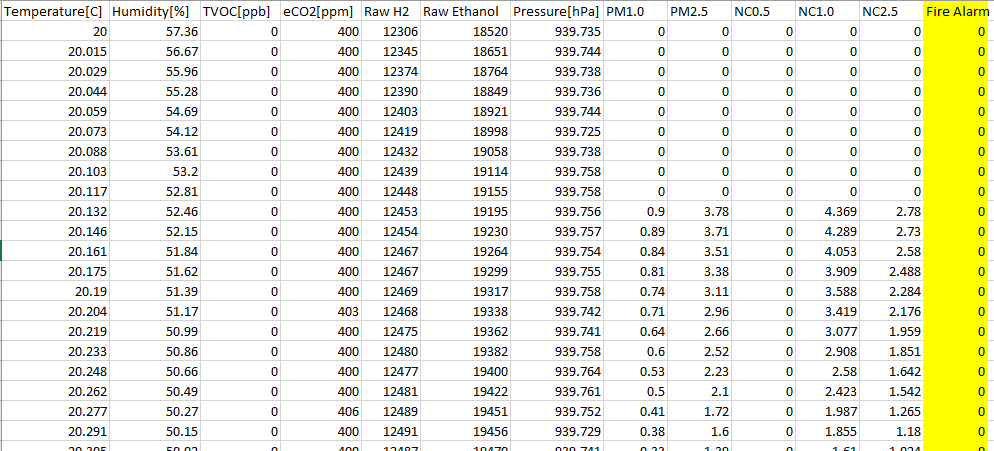 Temperature[C] Humidity[%] TVOC[ppb] eCO2[ppm] Raw H2 Raw Ethanol Pressure[hPa] PM1.0 PM2.5 NC0.5 NC1.0 NC2.5 Fire Alarm
20 57.36 0 400 12306 18520 939.735 0 0 0 0 0 0
20.015 56.67 0 400 12345 18651 939.744 0 0 0 0 0 0
20.029 55.96 0 400 12374 18764 939.738 0 0 0 0 0 0
20.044 55.28 0 400 12390 18849 939.736 0 0 0 0 0 0
20.059 54.69 0 400 12403 18921 939.744 0 0 0 0 0 0
20.073 54.12 0 400 12419 18998 939.725 0 0 0 0 0 0
20.088 53.61 0 400 12432 19058 939.738 0 0 0 0 0 0
20.103 53.2 0 400 12439 19114 939.758 0 0 0 0 0 0
20.117 52.81 0 400 12448 19155 939.758 0 0 0 0 0 0
20.132 52.46 0 400 12453 19195 939.756 0.9 3.78 0 4.369 2.78 0
20.146 52.15 0 400 12454 19230 939.757 0.89 3.71 0 4.289 2.73 0
20.161 51.84 0 400 12467 19264 939.754 0.84 3.51 0 4.053 2.58 0
20.175 51.62 0 400 12467 19299 939.755 0.81 3.38 0 3.909 2.488 0
20.19 51.39 0 400 12469 19317 939.758 0.74 3.11 0 3.588 2.284 0
20.204 51.17 0 403 12468 19338 939.742 0.71 2.96 0 3.419 2.176 0
20.219 50.99 0 400 12475 19362 939.741 0.64 2.66 0 3.077 1.959 0
20.233 50.86 0 400 12480 19382 939.758 0.6 2.52 0 2.908 1.851 0
20.248 50.66 0 400 12477 19400 939.764 0.53 2.23 0 2.58 1.642 0
20.262 50.49 0 400 12481 19422 939.761 0.5 2.1 0 2.423 1.542 0
20.277 50.27 0 406 12489 19451 939.752 0.41 1.72 0 1.987 1.265 0
20.291 50.15 0 400 12491 19456 939.729 0.38 1.6 0 1.855 1.18 0